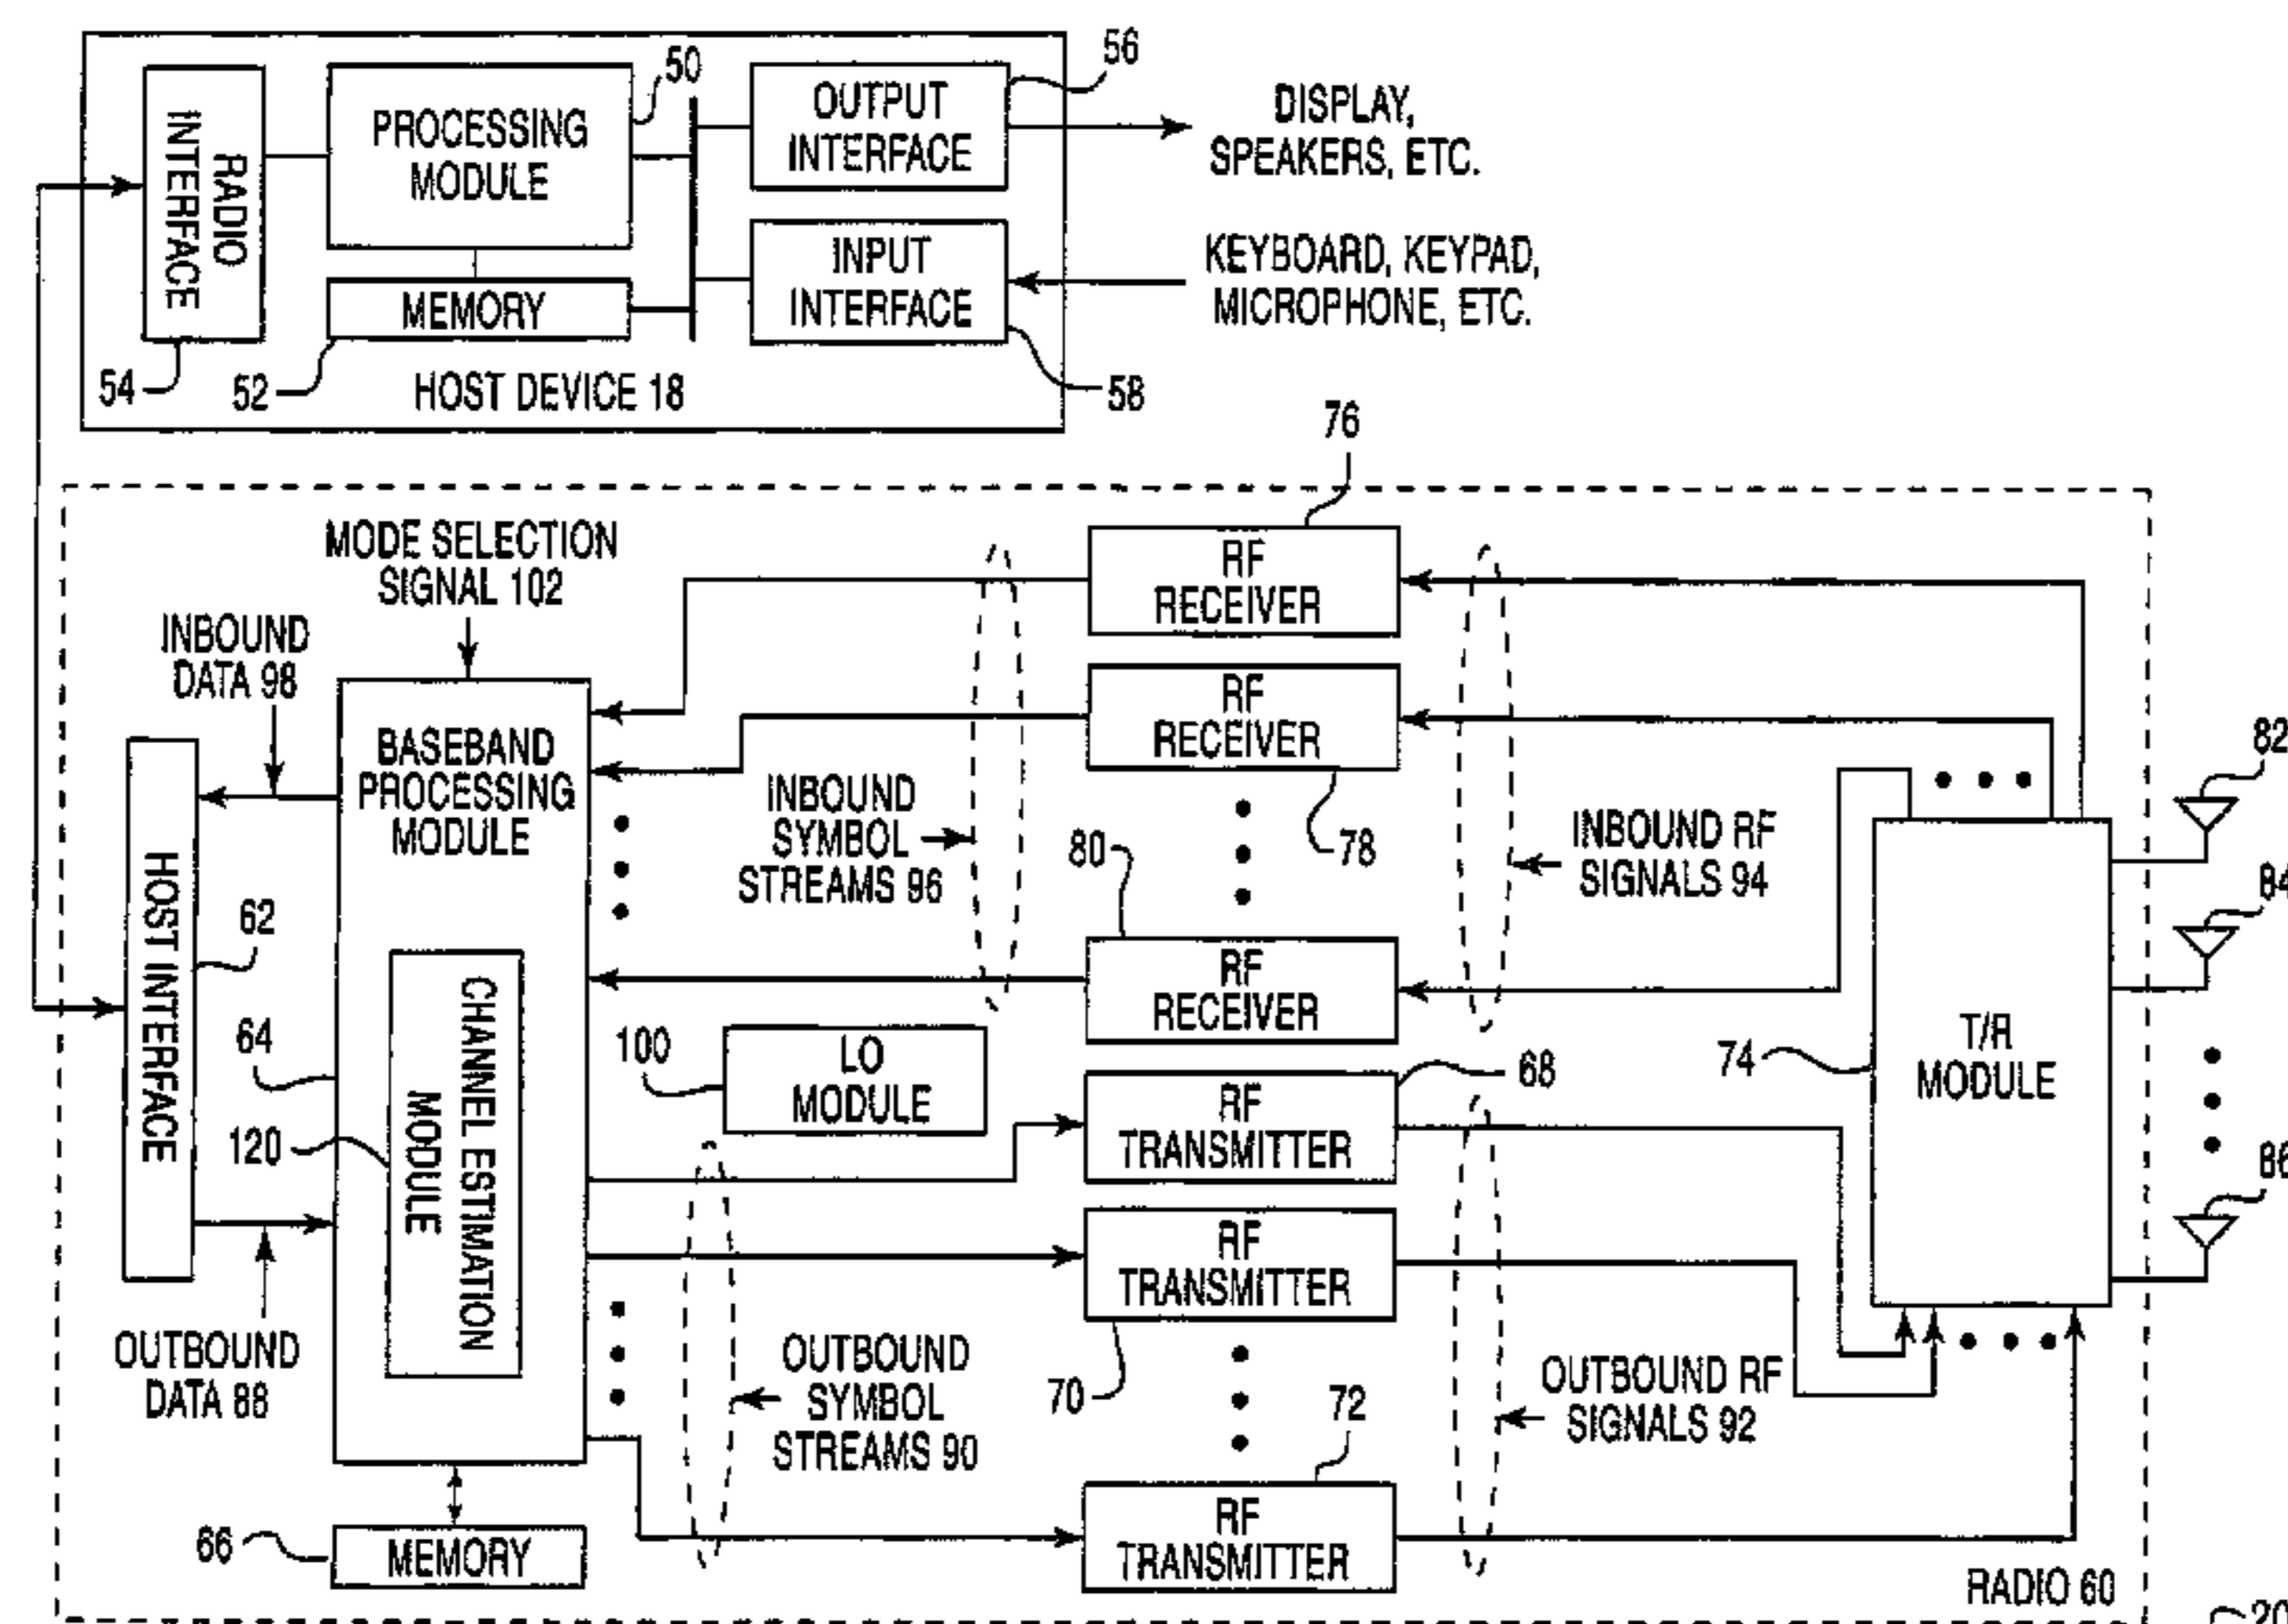 56
50
OUTPUT
INTERFACE
PROCESSING
MODULE
RADIO
INTERFACE
DISPLAY,
SPEAKERS, ETC.
INPUT
INTERFACE
KEYBOARD, KEYPAD,
MICROPHONE, ETC.
MEMORY
54
52
HOST DEVICE 18
58
76
MODE SELECTION
SIGNAL 102
RF
RECEIVER
INBOUND
DATA 98
RF
RECEIVER
BASEBAND
PROCESSING
MODULE
82
INBOUND
SYMBOL
STREAMS 96
80
78
INBOUND RF
SIGNALS 94
84
HOST INTERFACE
62
RF
RECEIVER
CHANNEL ESTIMATION
MODULE
64
100
LO
MODULE
74
T/R
MODULE
68
RF
TRANSMITTER
120
86
RF
TRANSMITTER
OUTBOUND
DATA 88
OUTBOUND
SYMBOL
STREAMS 90
70
72
OUTBOUND RF
SIGNALS 92
RF
TRANSMITTER
66
MEMORY
RADIO 60
20